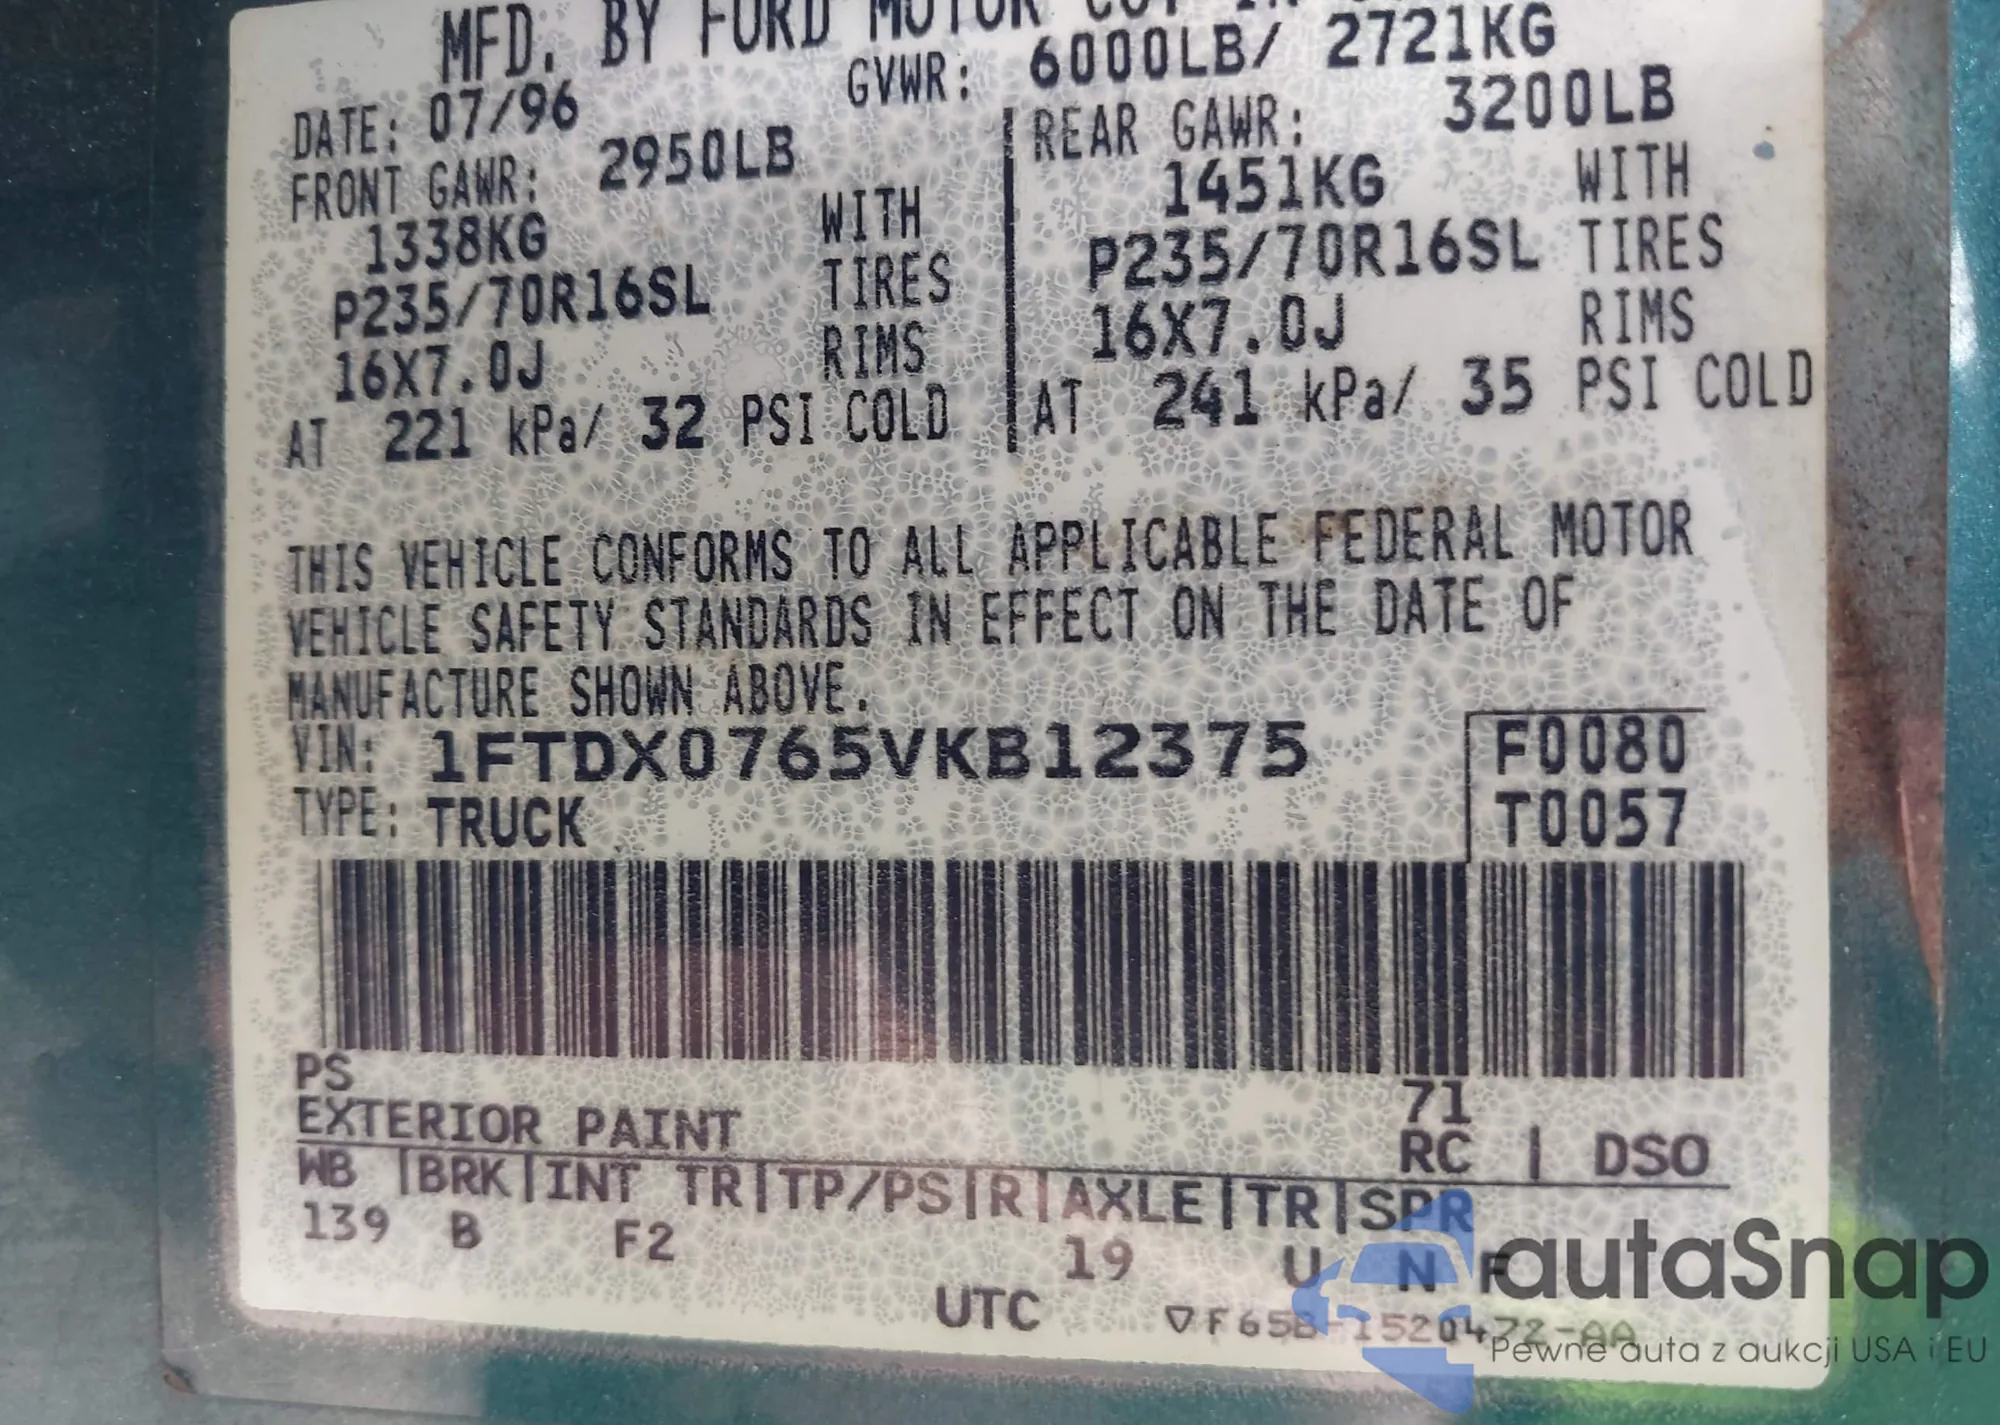 MFD. BY FORD MOTOR CO.
DATE: 07/96 GVWR: 6000LB/ 2721KG
FRONT GAWR: 2950LB REAR GAWR: 3200LB
1338KG WITH 1451KG WITH
P235/70R16SL TIRES P235/70R16SL TIRES
16X7.0J RIMS 16X7.0J RIMS
AT 221 kPa/ 32 PSI COLD AT 241 kPa/ 35 PSI COLD
THIS VEHICLE CONFORMS TO ALL APPLICABLE FEDERAL MOTOR
VEHICLE SAFETY STANDARDS IN EFFECT ON THE DATE OF
MANUFACTURE SHOWN ABOVE.
VIN: 1FTDX0765VKB12375 F0080
TYPE: TRUCK T0057
PS 71
EXTERIOR PAINT RC | DSO
WB |BRK|INT TR|TP/PS|R|AXLE|TR|SPR
139 B F2 19 U N F
UTC ▽F65B-1520472-AA
autaSnap
Pewne auta z aukcji USA i EU